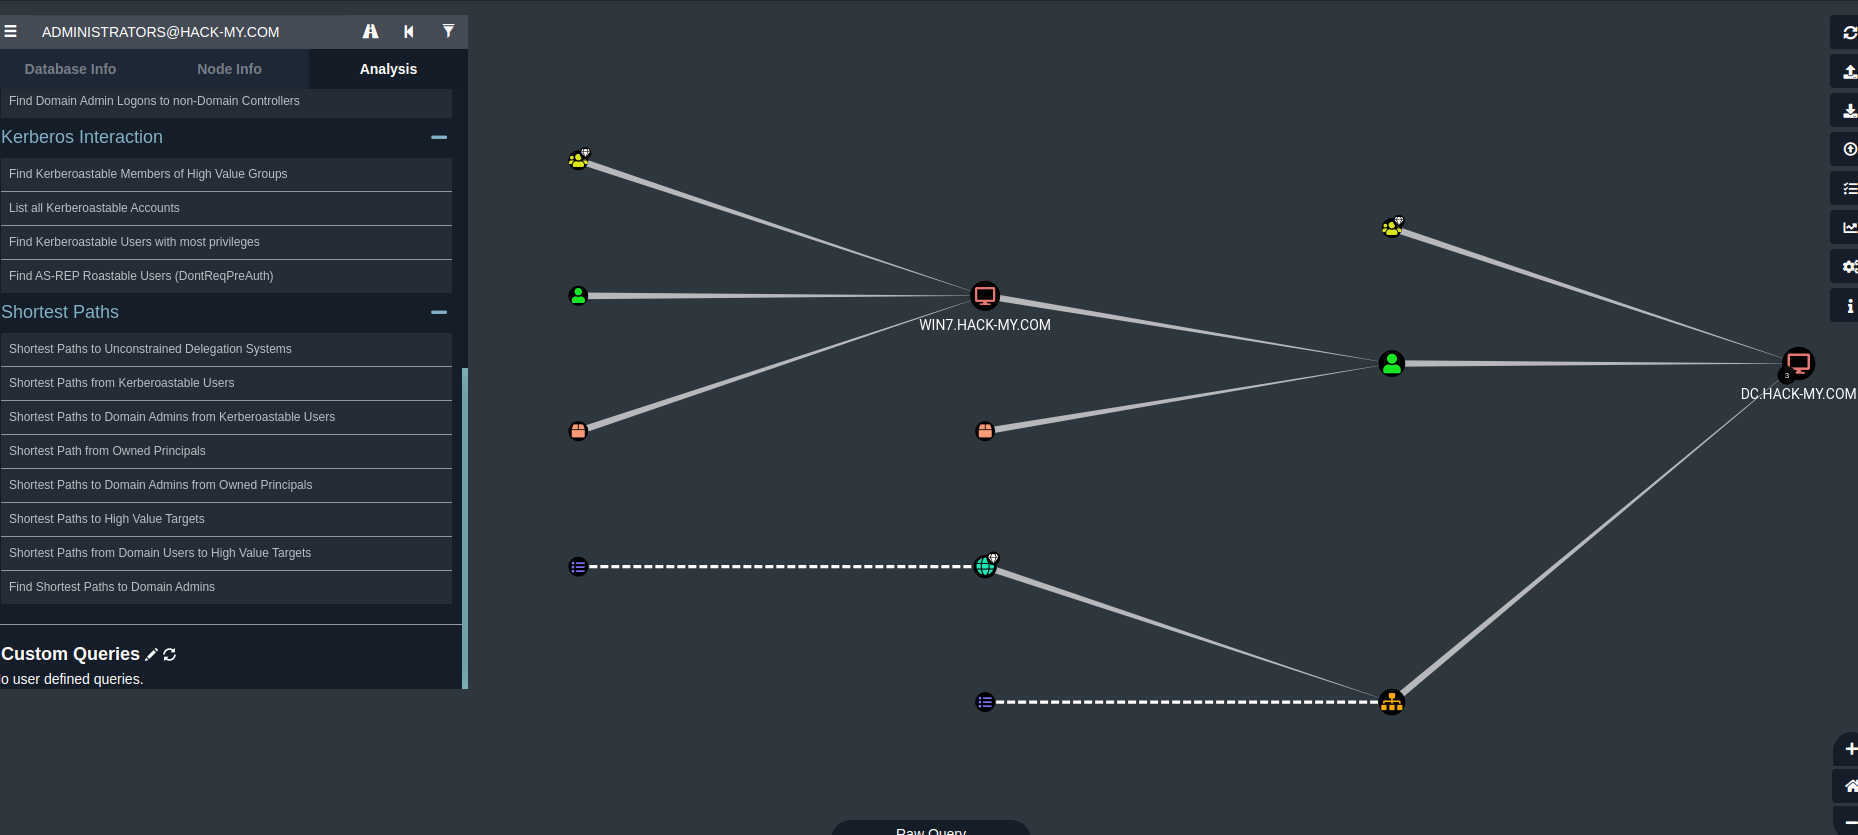 ADMINISTRATORS@HACK-MY.COM
Database Info Node Info Analysis
Find Domain Admin Logons to non-Domain Controllers
Kerberos Interaction
Find Kerberoastable Members of High Value Groups
List all Kerberoastable Accounts
Find Kerberoastable Users with most privileges
Find AS-REP Roastable Users (DontReqPreAuth)
Shortest Paths
Shortest Paths to Unconstrained Delegation Systems
Shortest Paths from Kerberoastable Users
Shortest Paths to Domain Admins from Kerberoastable Users
Shortest Path from Owned Principals
Shortest Paths to Domain Admins from Owned Principals
Shortest Paths to High Value Targets
Shortest Paths from Domain Users to High Value Targets
Find Shortest Paths to Domain Admins
Custom Queries
o user defined queries.
WIN7.HACK-MY.COM
3
DC.HACK-MY.COM
Raw Query